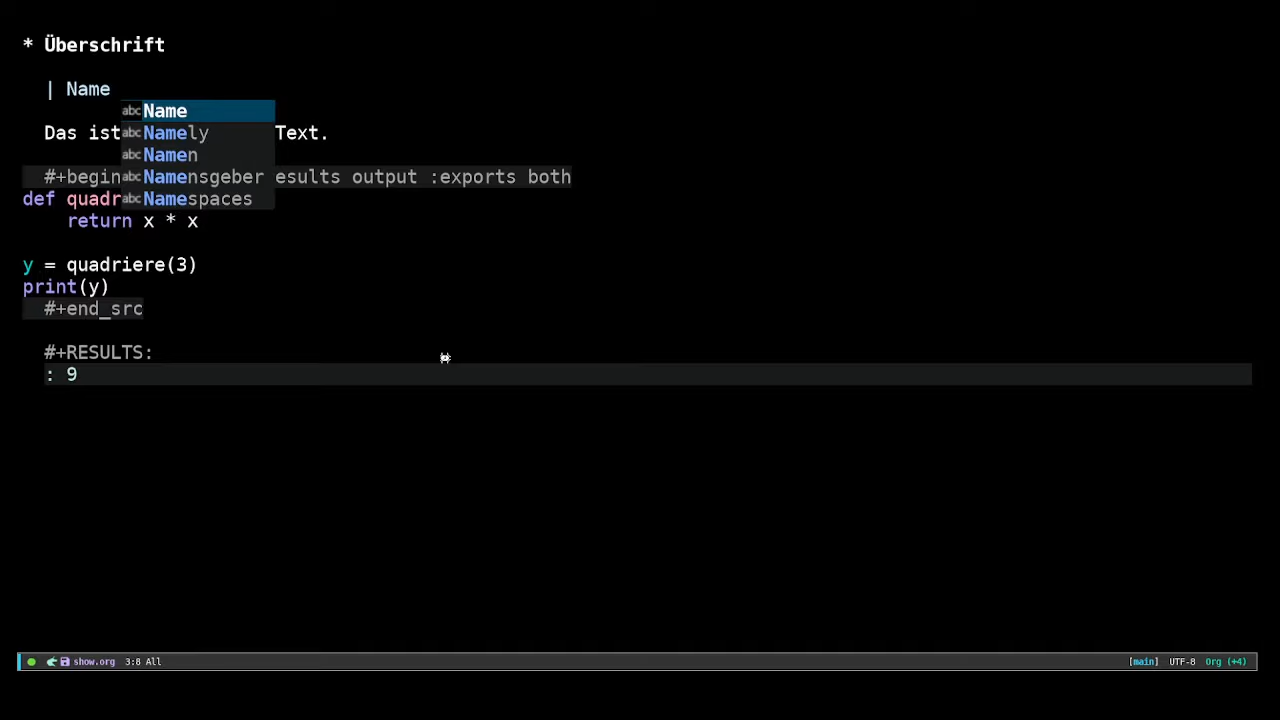 * Überschrift
| Name
abc Name
Das ist abc Namely Text.
abc Namen
#+begin abc Namensgeber esults output :exports both
def quadr abc Namespaces
return x * x
y = quadriere(3)
print(y)
#+end_src
#+RESULTS:
: 9
show.org 3:8 All [main] UTF-8 Org (+4)